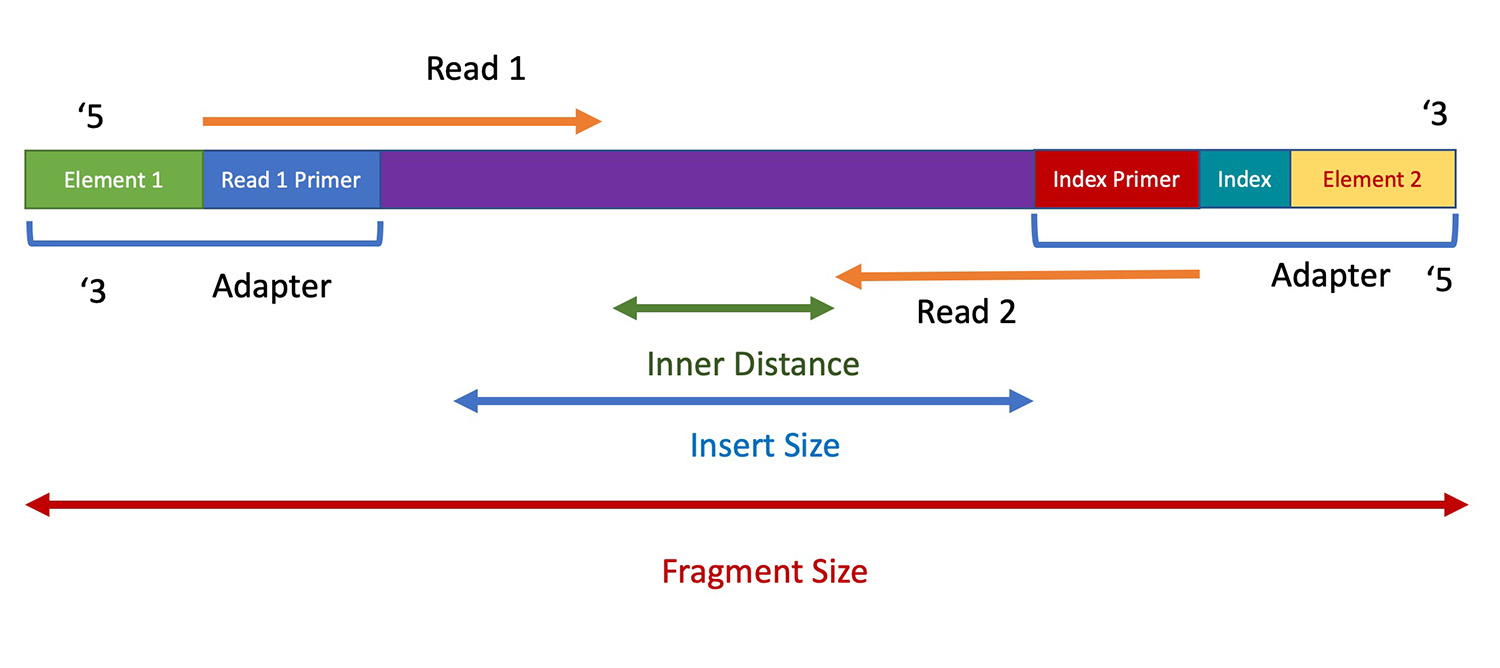 Read 1
‘5
‘3
Element 1
Read 1 Primer
Index Primer
Index
Element 2
‘3
Adapter
Adapter
‘5
Read 2
Inner Distance
Insert Size
Fragment Size